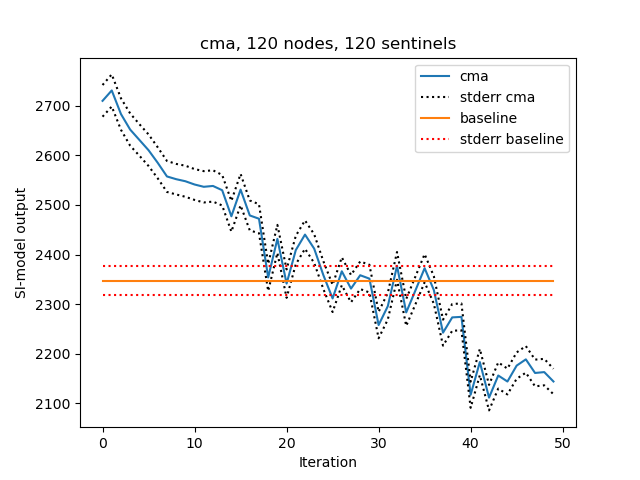 cma, 120 nodes, 120 sentinels
cma
stderr cma
baseline
stderr baseline
SI-model output
2700
2600
2500
2400
2300
2200
2100
0 10 20 30 40 50
Iteration